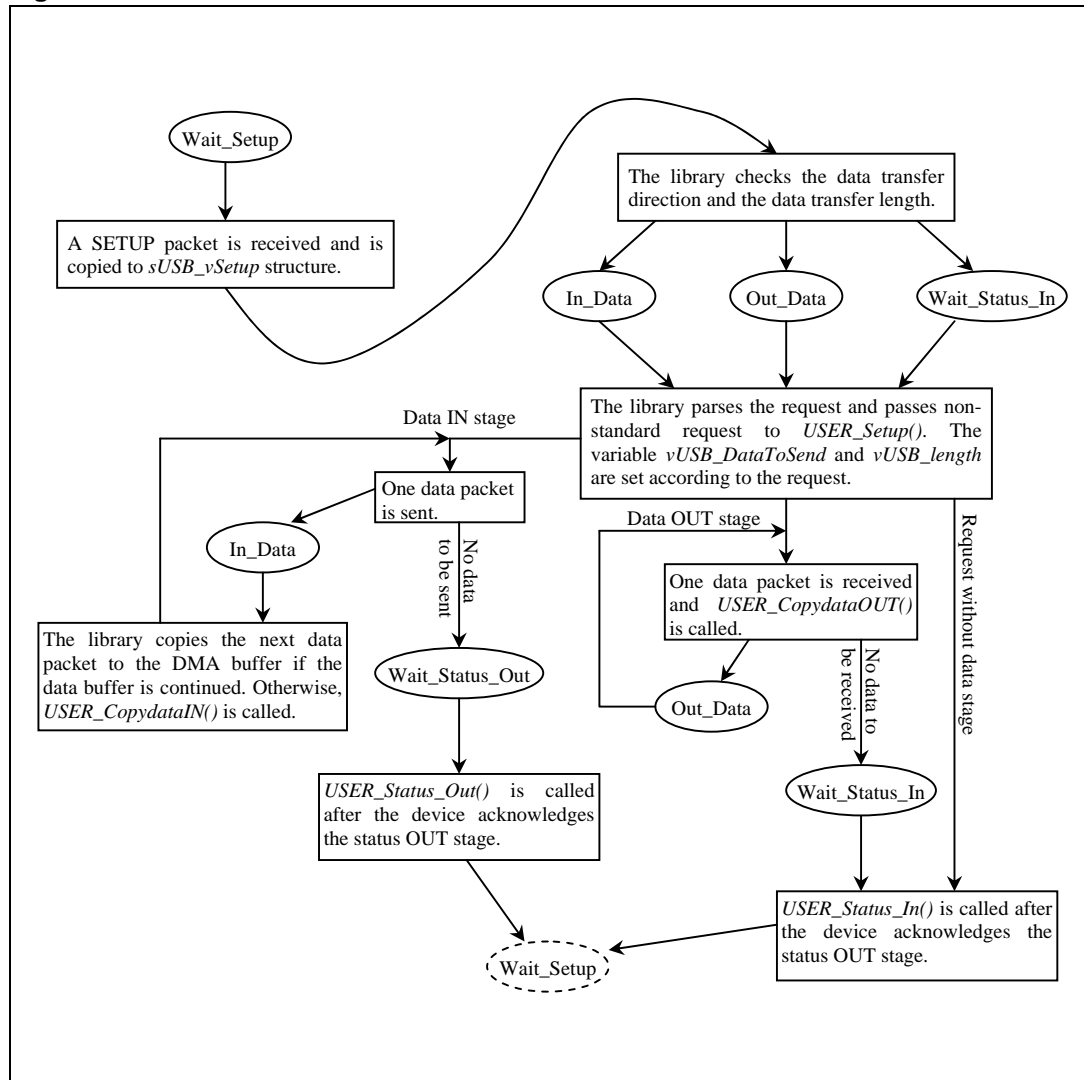 Wait_Setup
A SETUP packet is received and is
copied to sUSB_vSetup structure.
The library checks the data transfer
direction and the data transfer length.
In_Data
Out_Data
Wait_Status_In
The library parses the request and passes non-
standard request to USER_Setup(). The
variable vUSB_DataToSend and vUSB_length
are set according to the request.
Data IN stage
One data packet
is sent.
In_Data
The library copies the next data
packet to the DMA buffer if the
data buffer is continued. Otherwise,
USER_CopydataIN() is called.
No data
to be sent
Wait_Status_Out
USER_Status_Out() is called
after the device acknowledges
the status OUT stage.
Data OUT stage
One data packet is received
and USER_CopydataOUT()
is called.
Out_Data
No data to
be received
Request without data stage
Wait_Status_In
USER_Status_In() is called after
the device acknowledges the
status OUT stage.
Wait_Setup